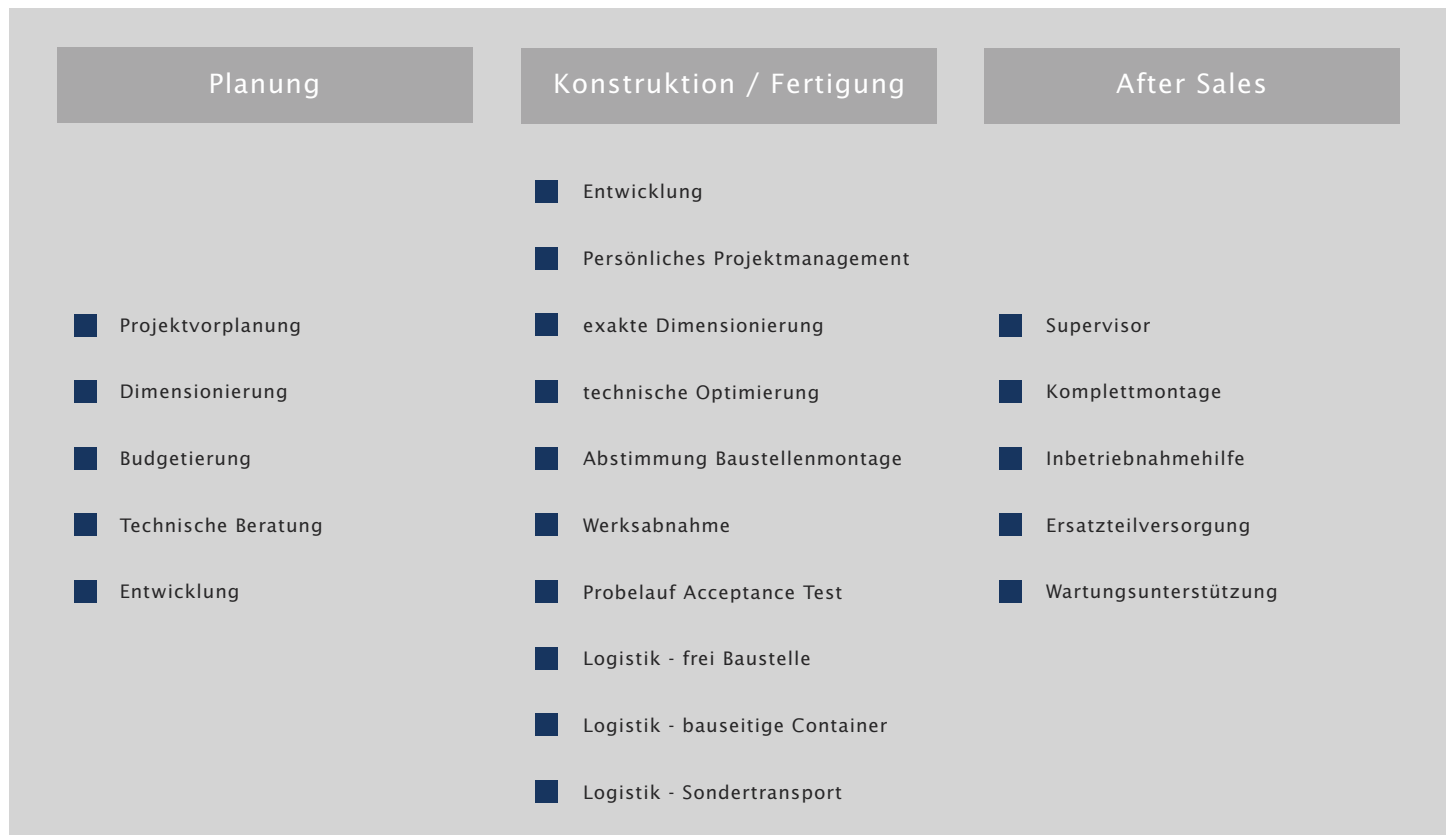 Planung
Projektvorplanung
Dimensionierung
Budgetierung
Technische Beratung
Entwicklung
Konstruktion / Fertigung
Entwicklung
Persönliches Projektmanagement
exakte Dimensionierung
technische Optimierung
Abstimmung Baustellenmontage
Werksabnahme
Probelauf Acceptance Test
Logistik - frei Baustelle
Logistik - bauseitige Container
Logistik - Sondertransport
After Sales
Supervisor
Komplettmontage
Inbetriebnahmehilfe
Ersatzteilversorgung
Wartungsunterstützung